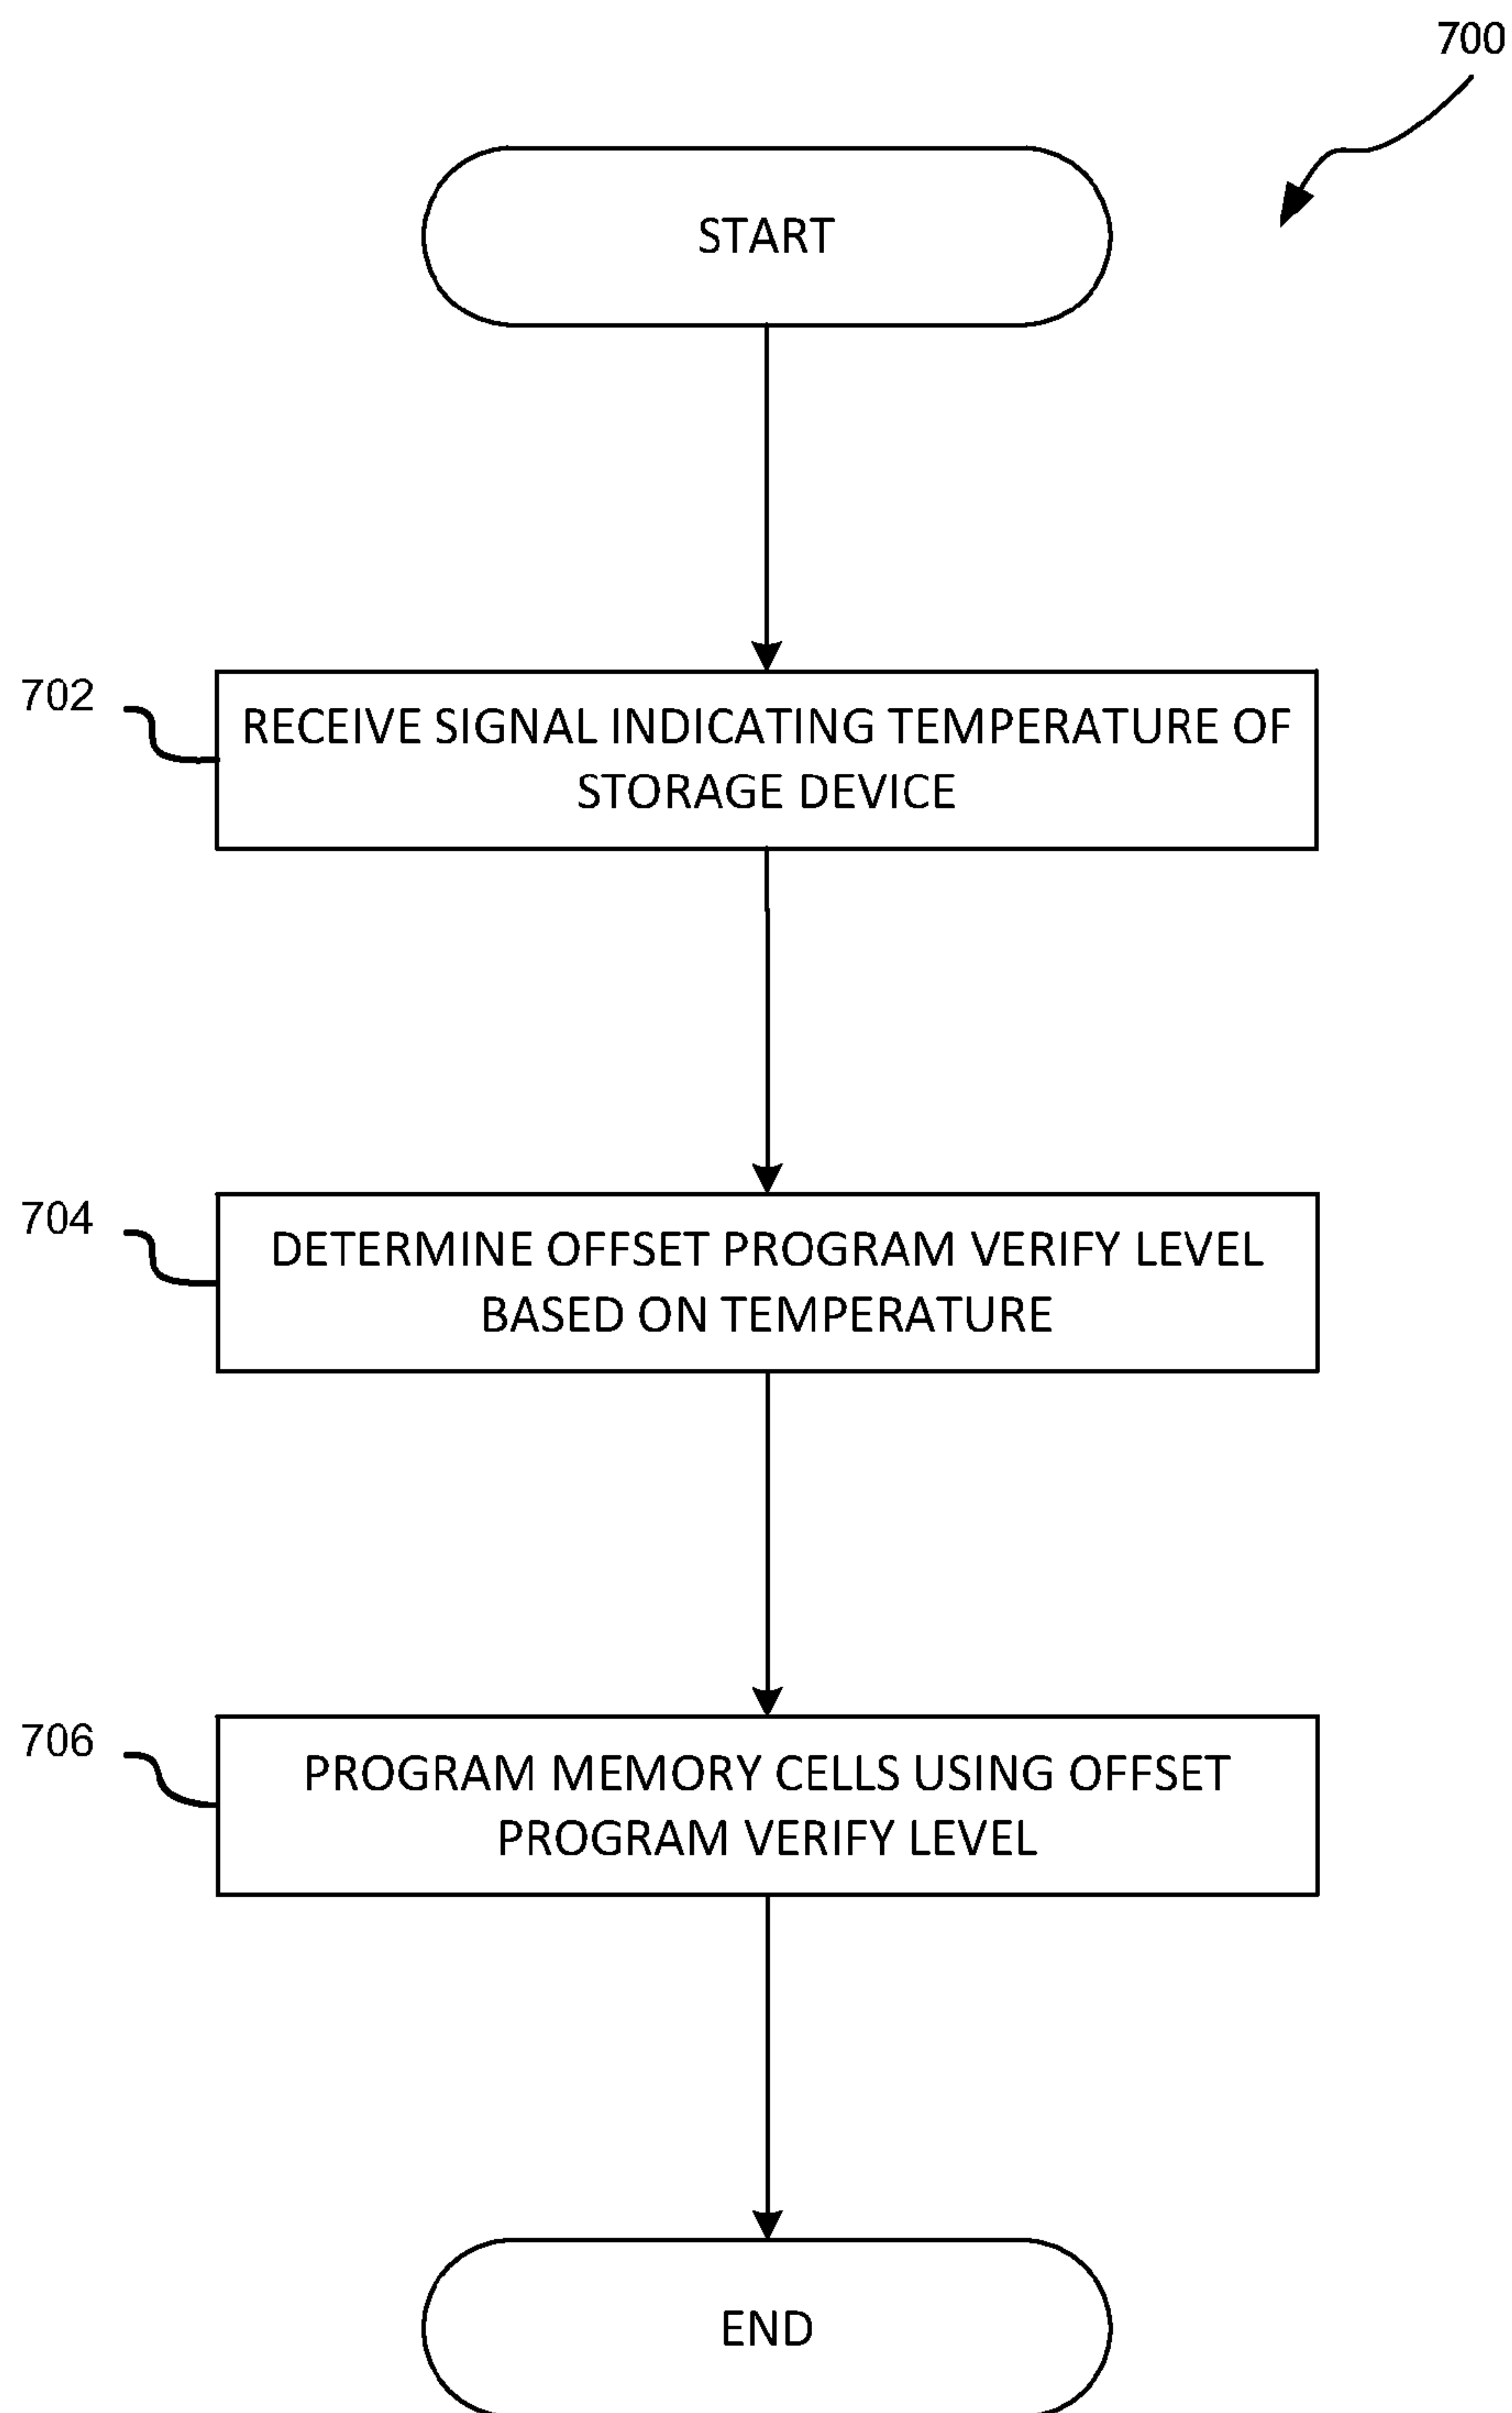 700
START
702
RECEIVE SIGNAL INDICATING TEMPERATURE OF
STORAGE DEVICE
704
DETERMINE OFFSET PROGRAM VERIFY LEVEL
BASED ON TEMPERATURE
706
PROGRAM MEMORY CELLS USING OFFSET
PROGRAM VERIFY LEVEL
END